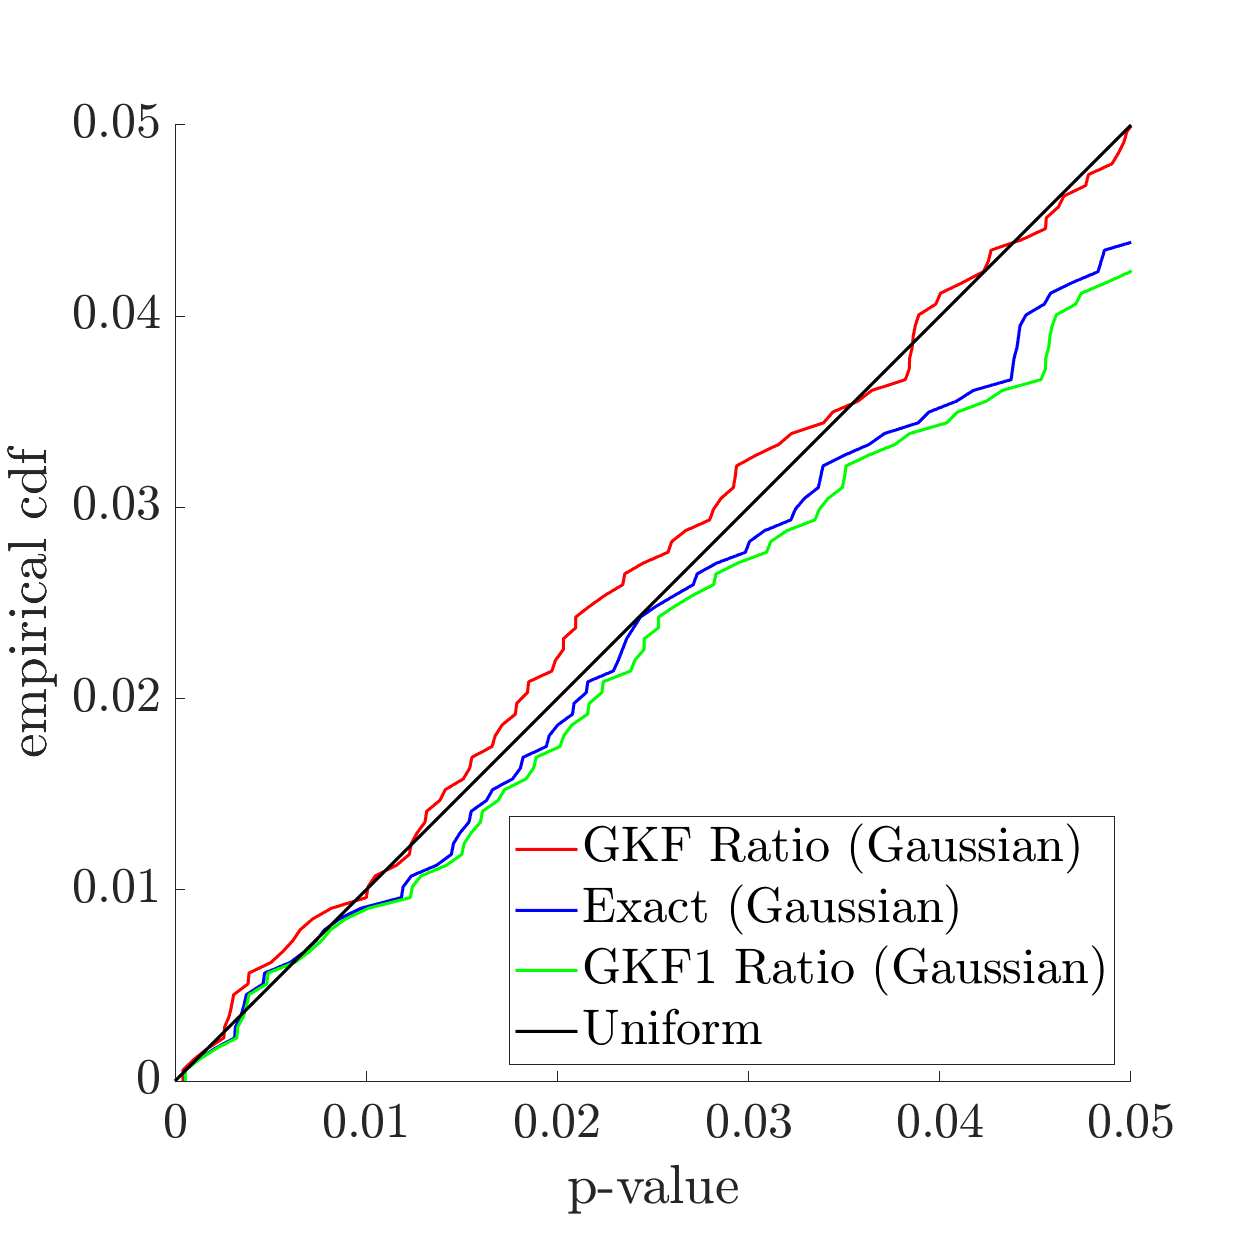 0.05
0.04
0.03
0.02
0.01
0
empirical cdf
GKF Ratio (Gaussian)
Exact (Gaussian)
GKF1 Ratio (Gaussian)
Uniform
0 0.01 0.02 0.03 0.04 0.05
p-value